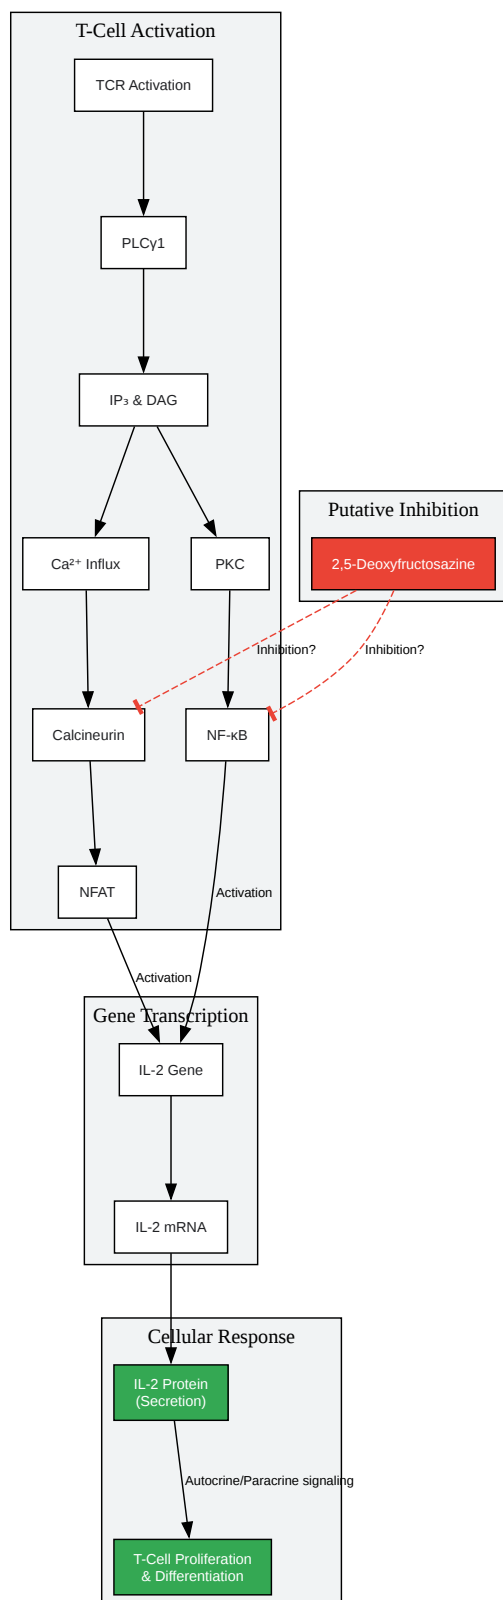 T-Cell Activation
TCR Activation
PLCγ1
IP₃ & DAG
Ca²⁺ Influx
PKC
Putative Inhibition
2,5-Deoxyfructosazine
Inhibition?
Inhibition?
Calcineurin
NF-κB
NFAT
Activation
Activation
Gene Transcription
IL-2 Gene
IL-2 mRNA
Cellular Response
IL-2 Protein
(Secretion)
Autocrine/Paracrine signaling
T-Cell Proliferation
& Differentiation